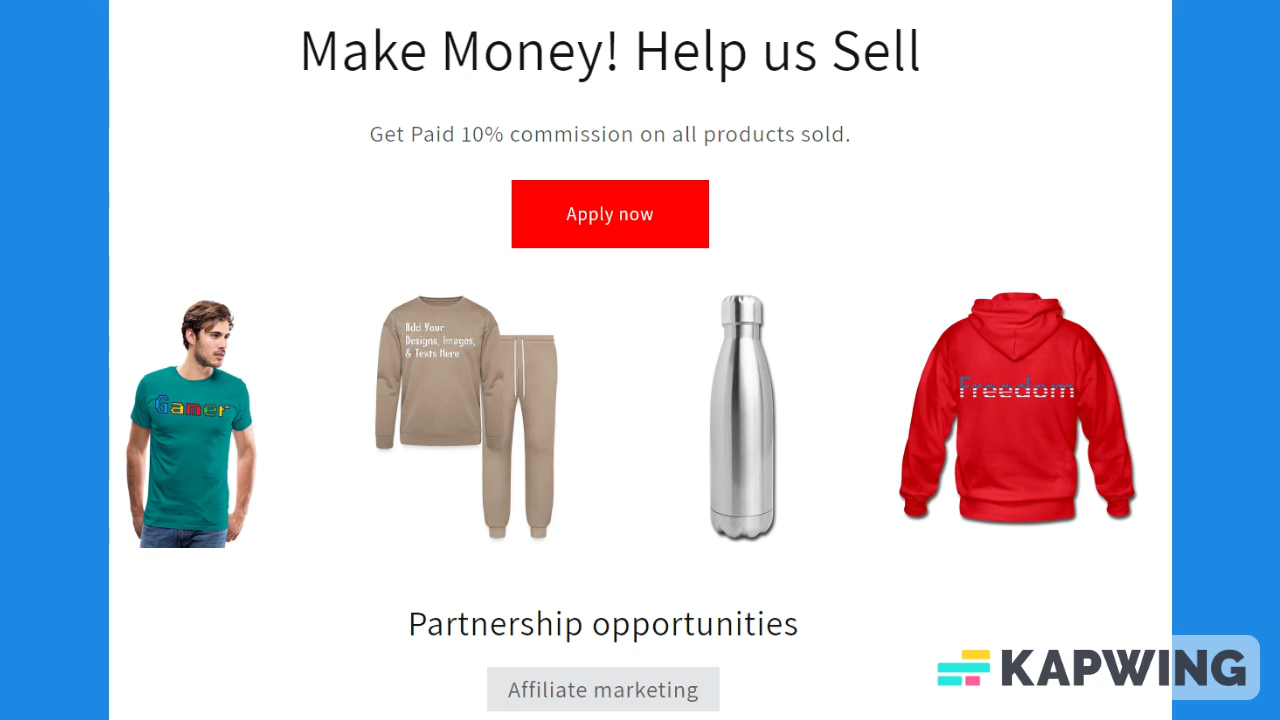 Make Money! Help us Sell
Get Paid 10% commission on all products sold.
Apply now
Gamer
Add Your
Designs, Images,
& Texts Here
Freedom
Partnership opportunities
Affiliate marketing
KAPWING